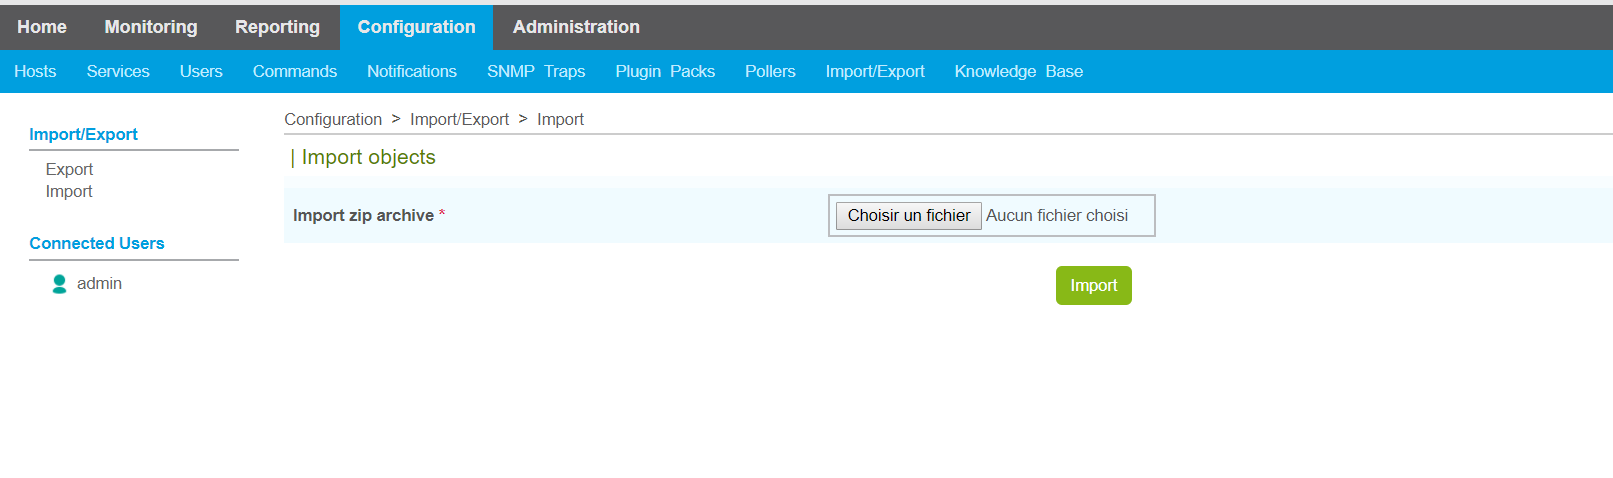 Home Monitoring Reporting Configuration Administration
Hosts Services Users Commands Notifications SNMP Traps Plugin Packs Pollers Import/Export Knowledge Base
Import/Export
Export
Import
Connected Users
admin
Configuration > Import/Export > Import
| Import objects
Import zip archive * Choisir un fichier Aucun fichier choisi
Import